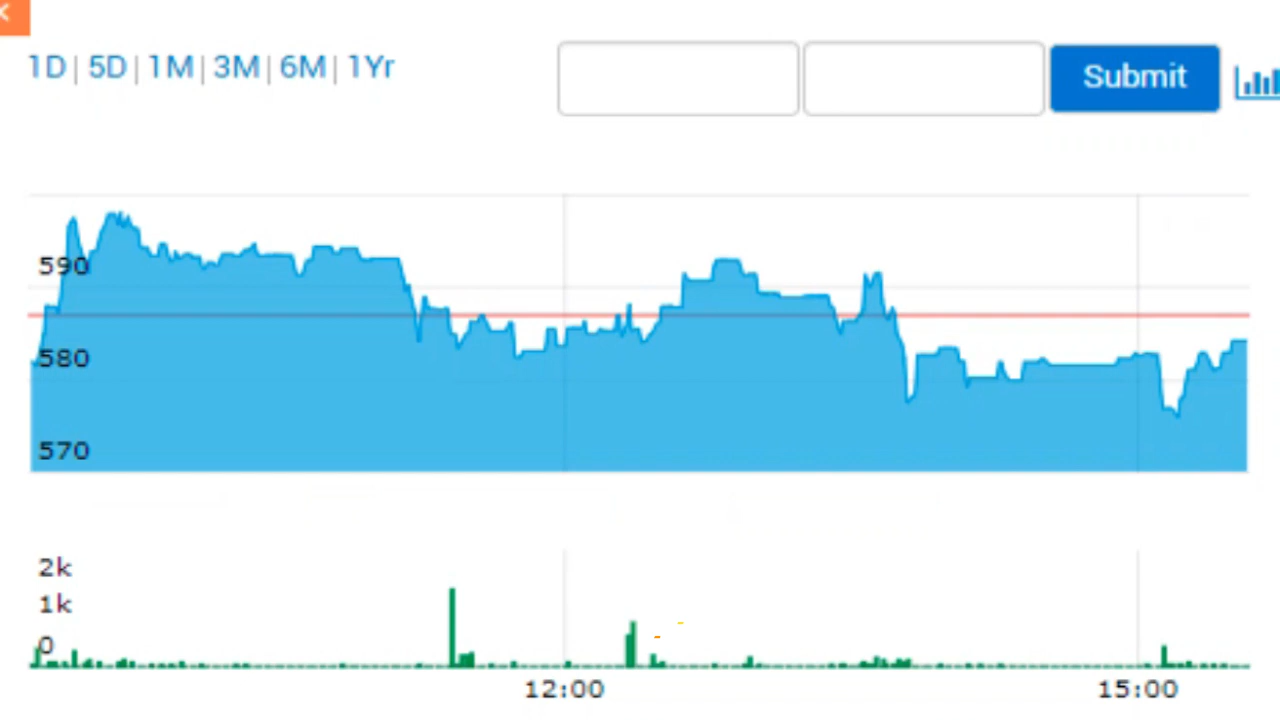 1D | 5D | 1M | 3M | 6M | 1Yr
Submit
590
580
570
2k
1k
0
12:00 15:00